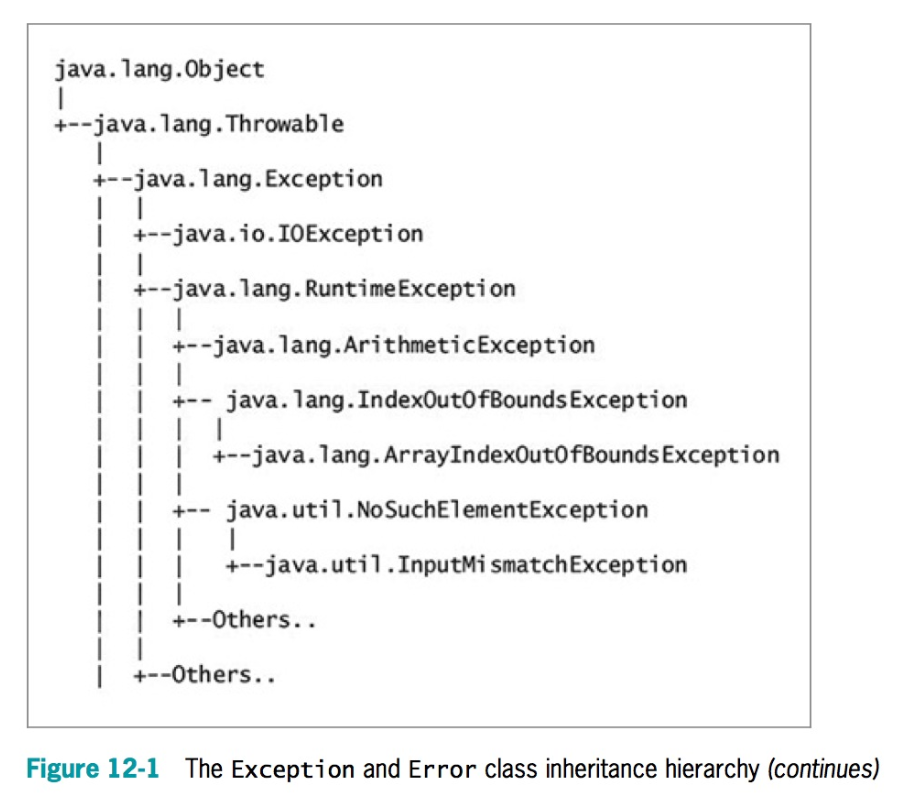 java.lang.Object
|
+--java.lang.Throwable
|
+--java.lang.Exception
| |
| +--java.io.IOException
| |
| +--java.lang.RuntimeException
| | |
| | +--java.lang.ArithmeticException
| | |
| | +-- java.lang.IndexOutOfBoundsException
| | | |
| | | +--java.lang.ArrayIndexOutOfBoundsException
| | |
| | +-- java.util.NoSuchElementException
| | | |
| | | +--java.util.InputMismatchException
| | |
| | +--Others..
| |
| +--Others..
Figure 12-1 The Exception and Error class inheritance hierarchy (continues)